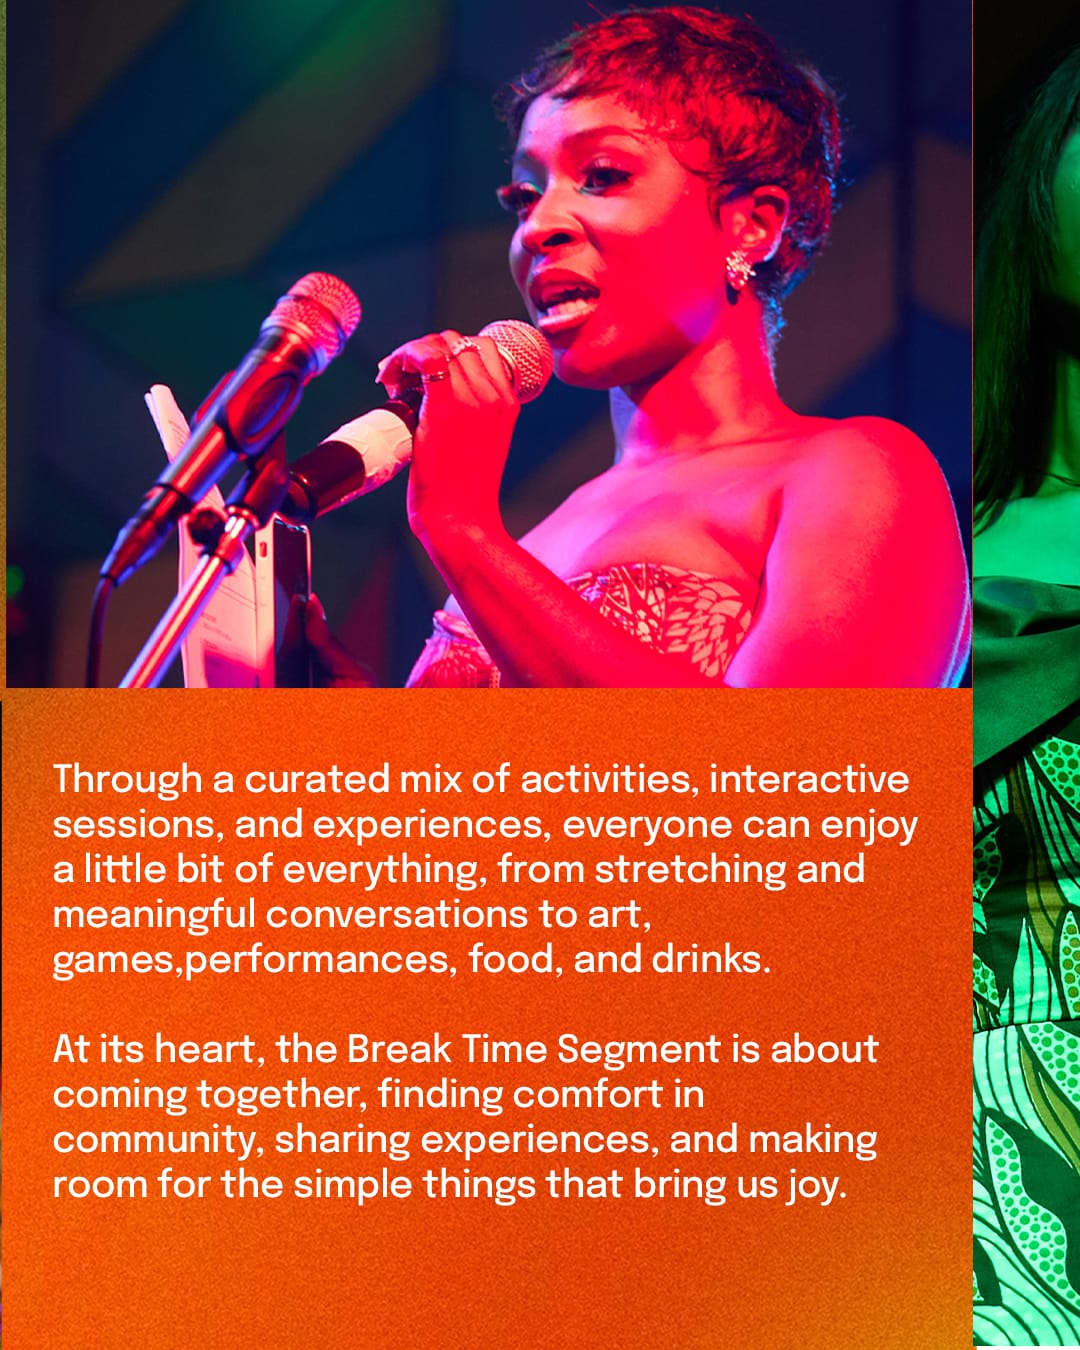 Through a curated mix of activities, interactive
sessions, and experiences, everyone can enjoy
a little bit of everything, from stretching and
meaningful conversations to art,
games,performances, food, and drinks.
At its heart, the Break Time Segment is about
coming together, finding comfort in
community, sharing experiences, and making
room for the simple things that bring us joy.